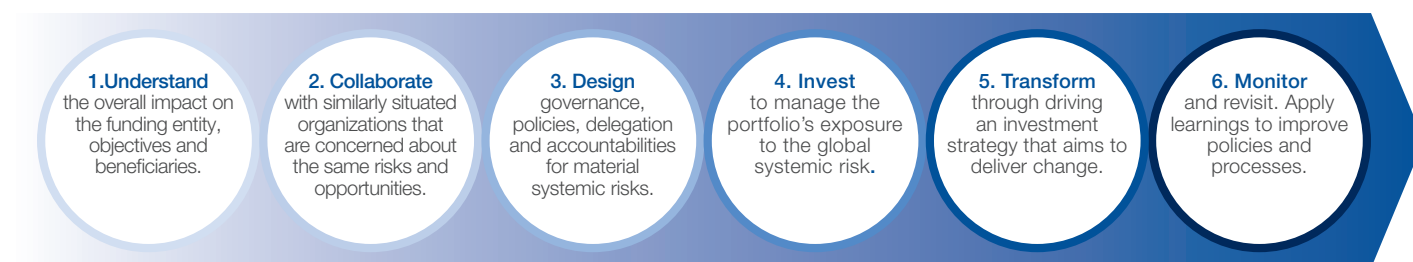 1.Understand
the overall impact on
the funding entity,
objectives and
beneficiaries.
2. Collaborate
with similarly situated
organizations that
are concerned about
the same risks and
opportunities.
3. Design
governance,
policies, delegation
and accountabilities
for material
systemic risks.
4. Invest
to manage the
portfolio's exposure
to the global
systemic risk.
5. Transform
through driving
an investment
strategy that aims to
deliver change.
6. Monitor
and revisit. Apply
learnings to improve
policies and
processes.